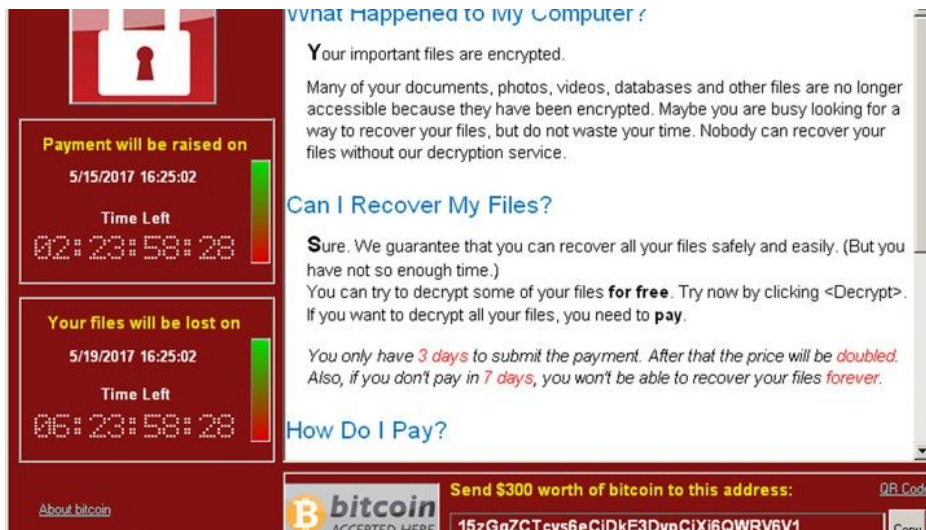 What Happened to My Computer?
Your important files are encrypted.
Many of your documents, photos, videos, databases and other files are no longer
accessible because they have been encrypted. Maybe you are busy looking for a
way to recover your files, but do not waste your time. Nobody can recover your
files without our decryption service.
Can I Recover My Files?
Sure. We guarantee that you can recover all your files safely and easily. (But you
have not so enough time.)
You can try to decrypt some of your files for free. Try now by clicking <Decrypt>.
If you want to decrypt all your files, you need to pay.
You only have 3 days to submit the payment. After that the price will be doubled.
Also, if you don't pay in 7 days, you won't be able to recover your files forever.
How Do I Pay?
Payment will be raised on
5/15/2017 16:25:02
Time Left
02:23:58:28
Your files will be lost on
5/19/2017 16:25:02
Time Left
06:23:58:28
About bitcoin
bitcoin
ACCEPTED HERE
Send $300 worth of bitcoin to this address:
QR Code
Copy